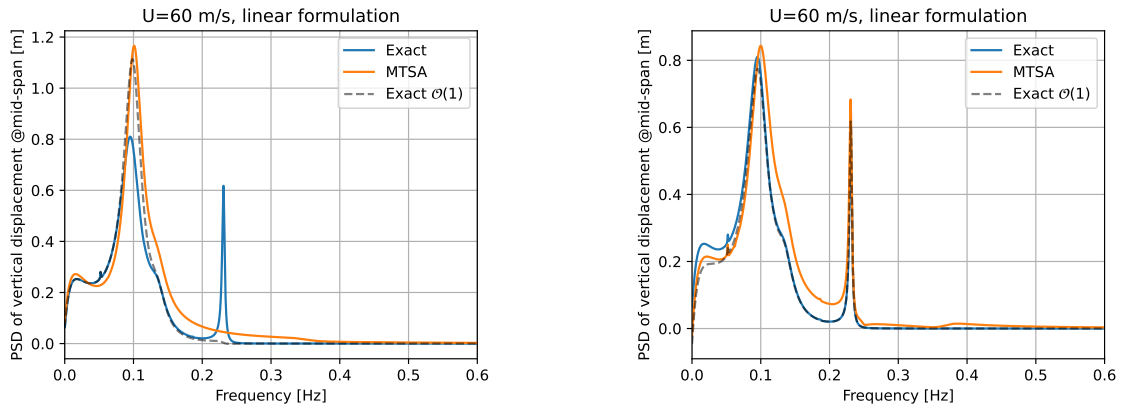 U=60 m/s, linear formulation
PSD of vertical displacement @mid-span [m]
1.2
1.0
0.8
0.6
0.4
0.2
0.0
Exact
MTSA
Exact 𝒪(1)
0.0 0.1 0.2 0.3 0.4 0.5 0.6
Frequency [Hz]
U=60 m/s, linear formulation
PSD of vertical displacement @mid-span [m]
0.8
0.6
0.4
0.2
0.0
Exact
MTSA
Exact 𝒪(1)
0.0 0.1 0.2 0.3 0.4 0.5 0.6
Frequency [Hz]